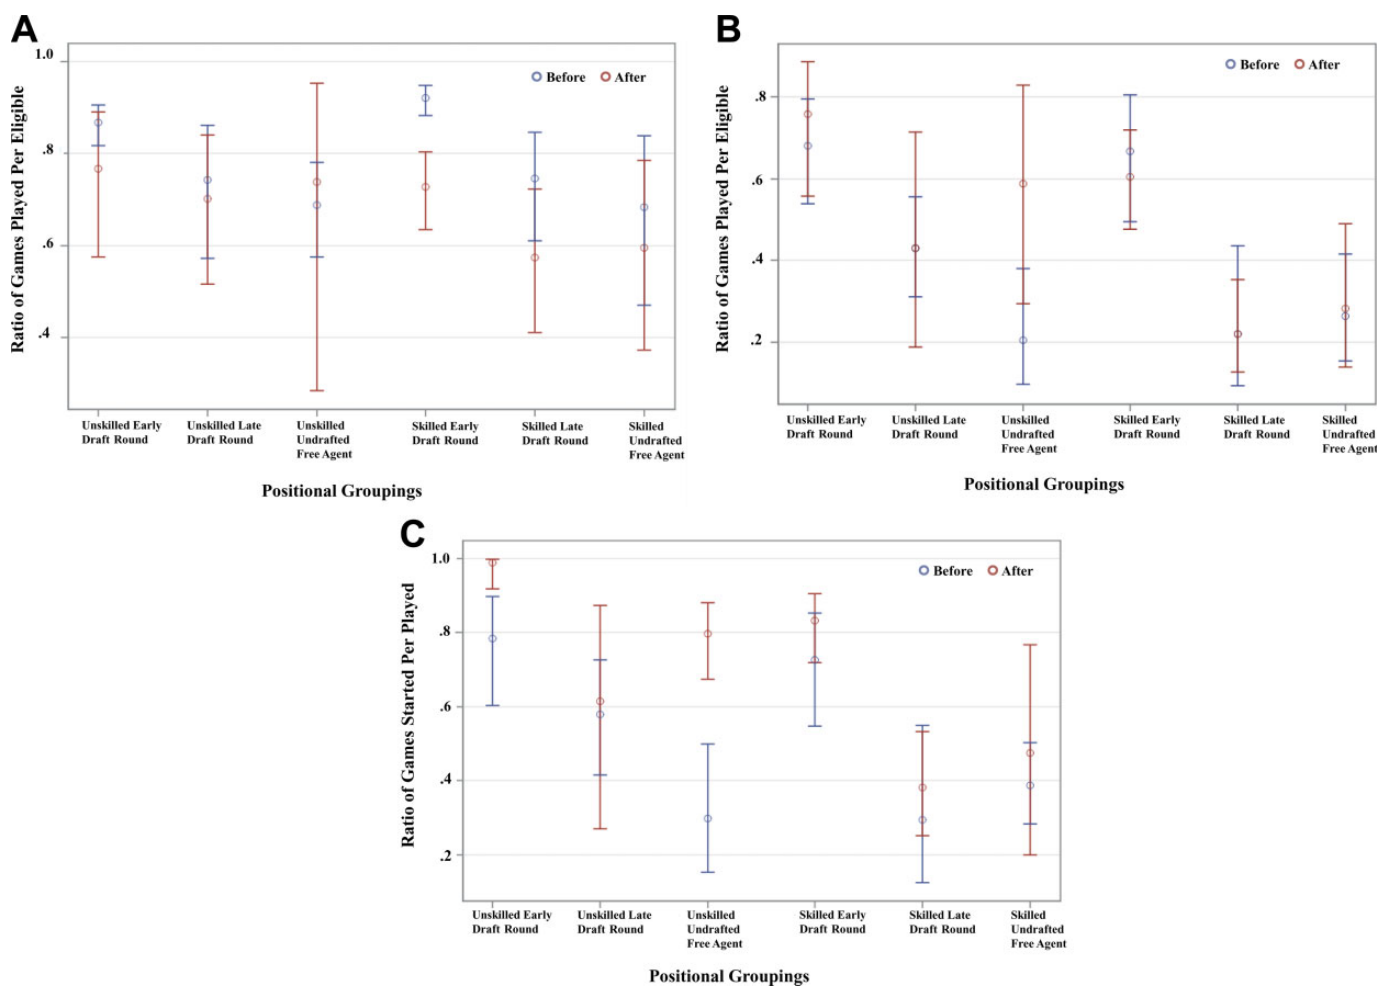 A
Ratio of Games Played Per Eligible
1.0
.8
.6
.4
Before After
Unskilled Early
Draft Round
Unskilled Late
Draft Round
Unskilled
Undrafted
Free Agent
Skilled Early
Draft Round
Skilled Late
Draft Round
Skilled
Undrafted
Free Agent
Positional Groupings
B
Ratio of Games Played Per Eligible
.8
.6
.4
.2
Before After
Unskilled Early
Draft Round
Unskilled Late
Draft Round
Unskilled
Undrafted
Free Agent
Skilled Early
Draft Round
Skilled Late
Draft Round
Skilled
Undrafted
Free Agent
Positional Groupings
C
Ratio of Games Started Per Played
1.0
.8
.6
.4
.2
Before After
Unskilled Early
Draft Round
Unskilled Late
Draft Round
Unskilled
Undrafted
Free Agent
Skilled Early
Draft Round
Skilled Late
Draft Round
Skilled
Undrafted
Free Agent
Positional Groupings